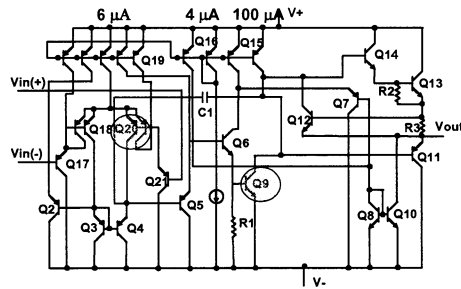 6 µA 4 µA 100 µA V+
Q16 Q15
Q19 Q14
Vin(+) R2 Q13
C1 Q7 Q12 R3
Q18 Q20 Vout
Vin(-) Q6
Q17 Q21 Q9 Q11
Q2 Q5
Q3 Q4 R1 Q8 Q10
V-